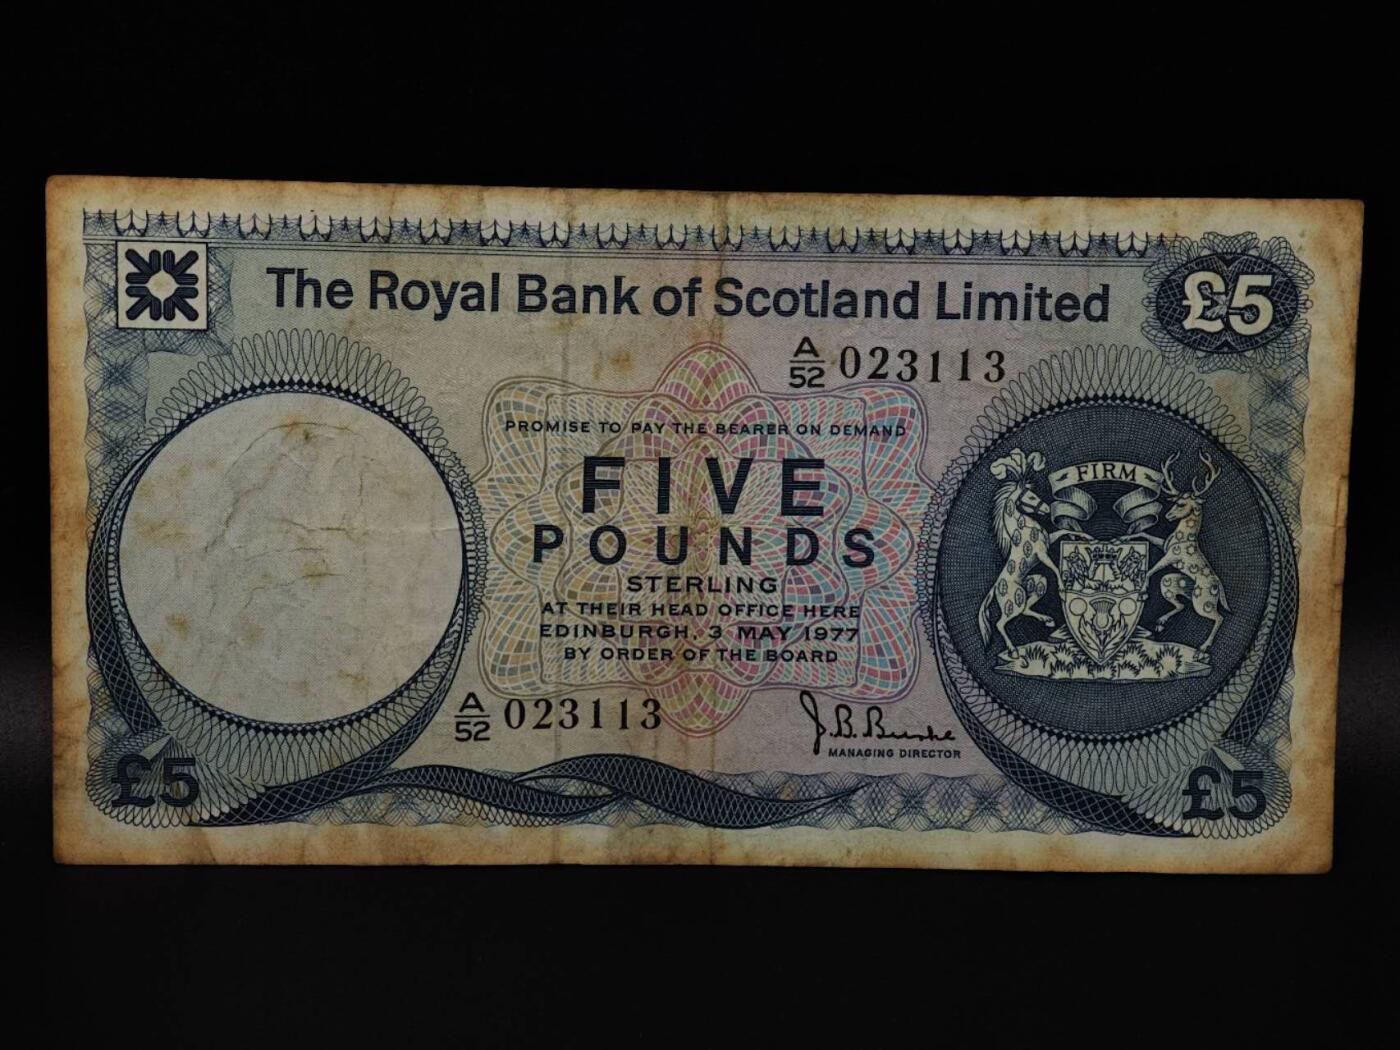 The Royal Bank of Scotland Limited
£5
A/52 023113
PROMISE TO PAY THE BEARER ON DEMAND
FIVE
POUNDS
STERLING
AT THEIR HEAD OFFICE HERE
EDINBURGH, 3 MAY 1977
BY ORDER OF THE BOARD
FIRM
A/52 023113
J. B. Burke
MANAGING DIRECTOR
£5
£5